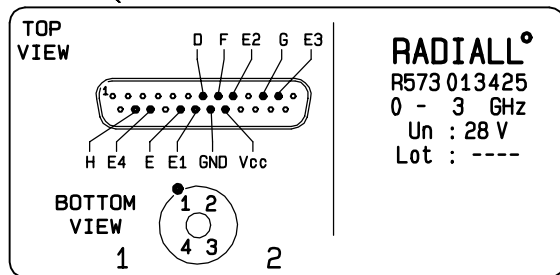 TOP
VIEW
D F E2 G E3
1
H E4 E E1 GND Vcc
BOTTOM
VIEW
1 2
4 3
1 2
RADIALL°
R573 013425
0 - 3 GHz
Un : 28 V
Lot : ----